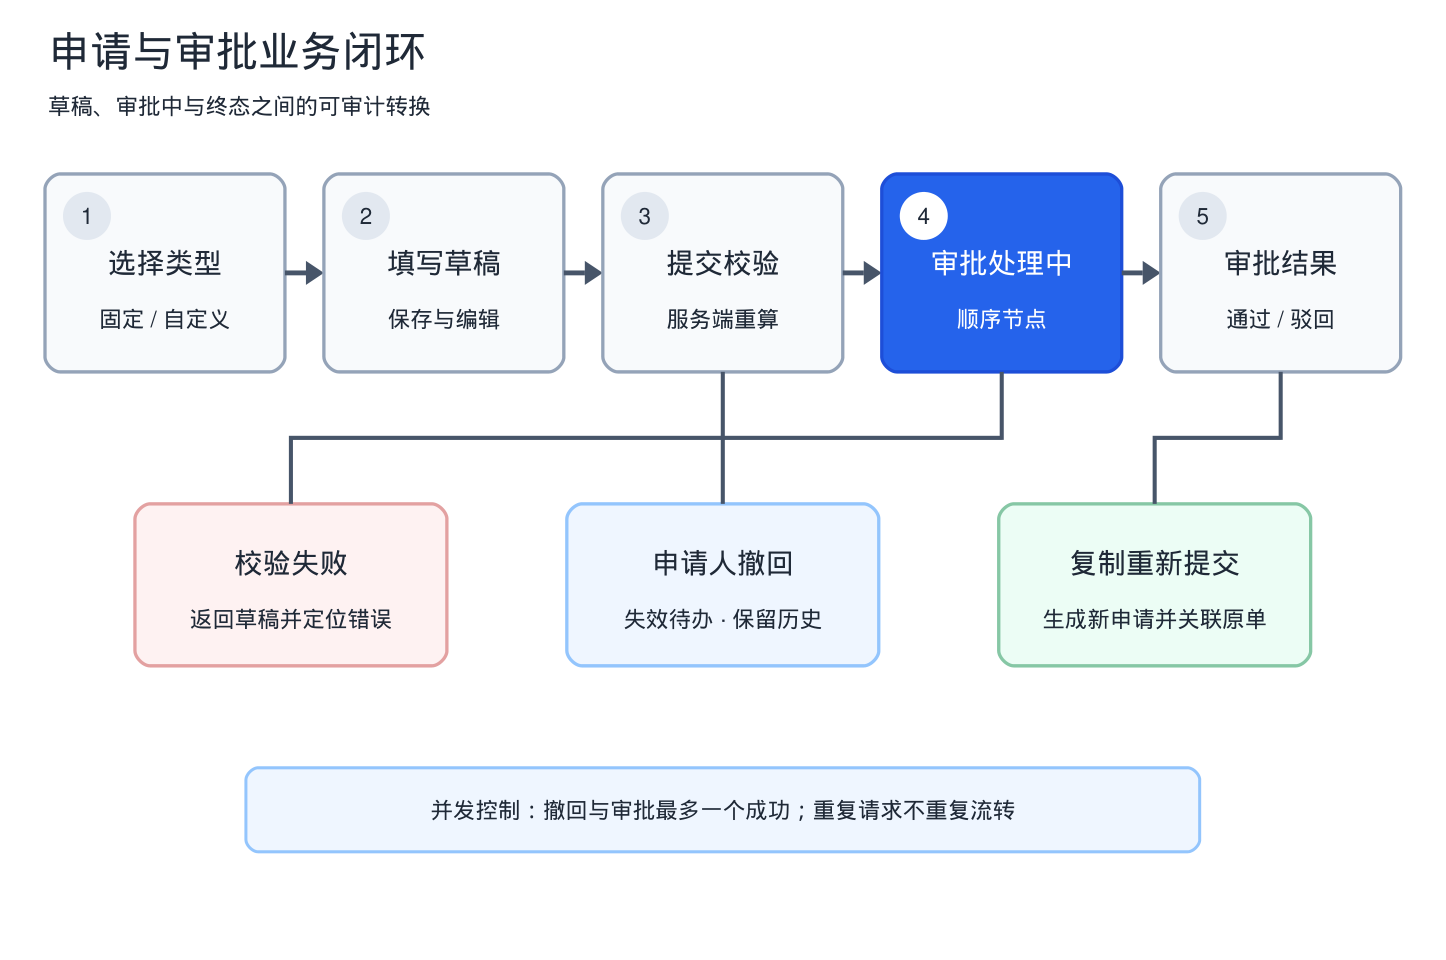 申请与审批业务闭环
草稿、审批中与终态之间的可审计转换
1
选择类型
固定 / 自定义
2
填写草稿
保存与编辑
3
提交校验
服务端重算
4
审批处理中
顺序节点
5
审批结果
通过 / 驳回
校验失败
返回草稿并定位错误
申请人撤回
失效待办 · 保留历史
复制重新提交
生成新申请并关联原单
并发控制：撤回与审批最多一个成功；重复请求不重复流转